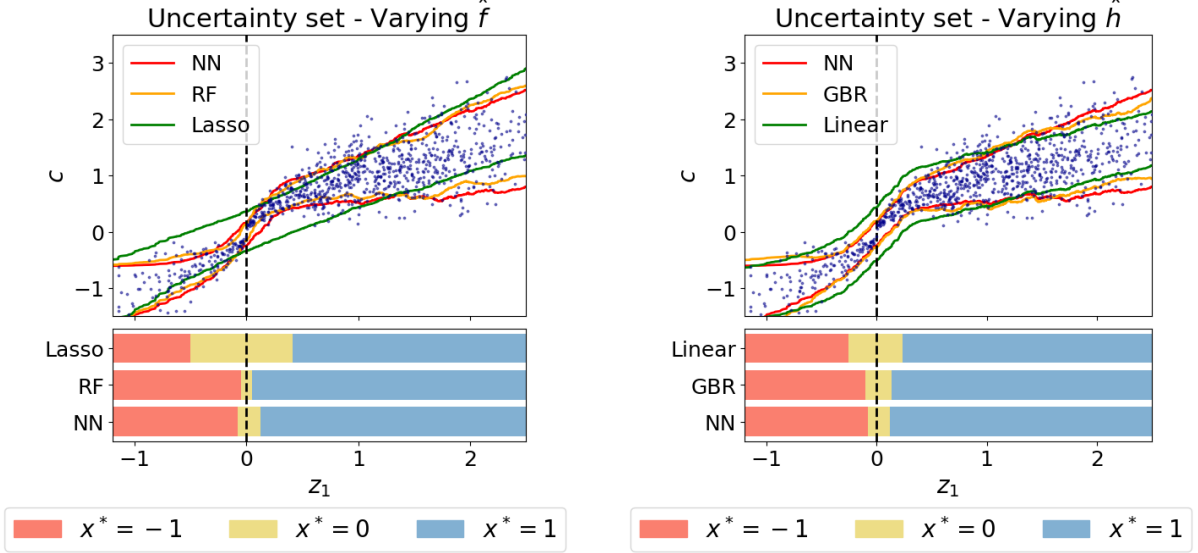 Uncertainty set - Varying f̂
NN
RF
Lasso
3
2
1
0
−1
c
Lasso
RF
NN
−1 0 1 2
z₁
x* = −1 x* = 0 x* = 1
Uncertainty set - Varying ĥ
NN
GBR
Linear
3
2
1
0
−1
c
Linear
GBR
NN
−1 0 1 2
z₁
x* = −1 x* = 0 x* = 1